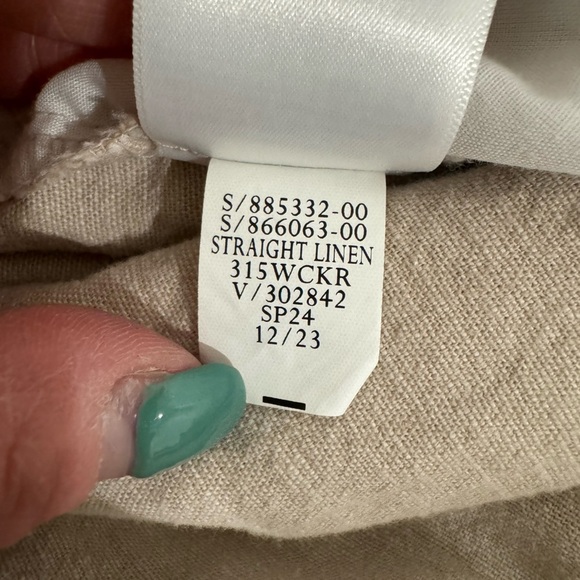 S/885332-00
S/866063-00
STRAIGHT LINEN
315WCKR
V/302842
SP24
12/23